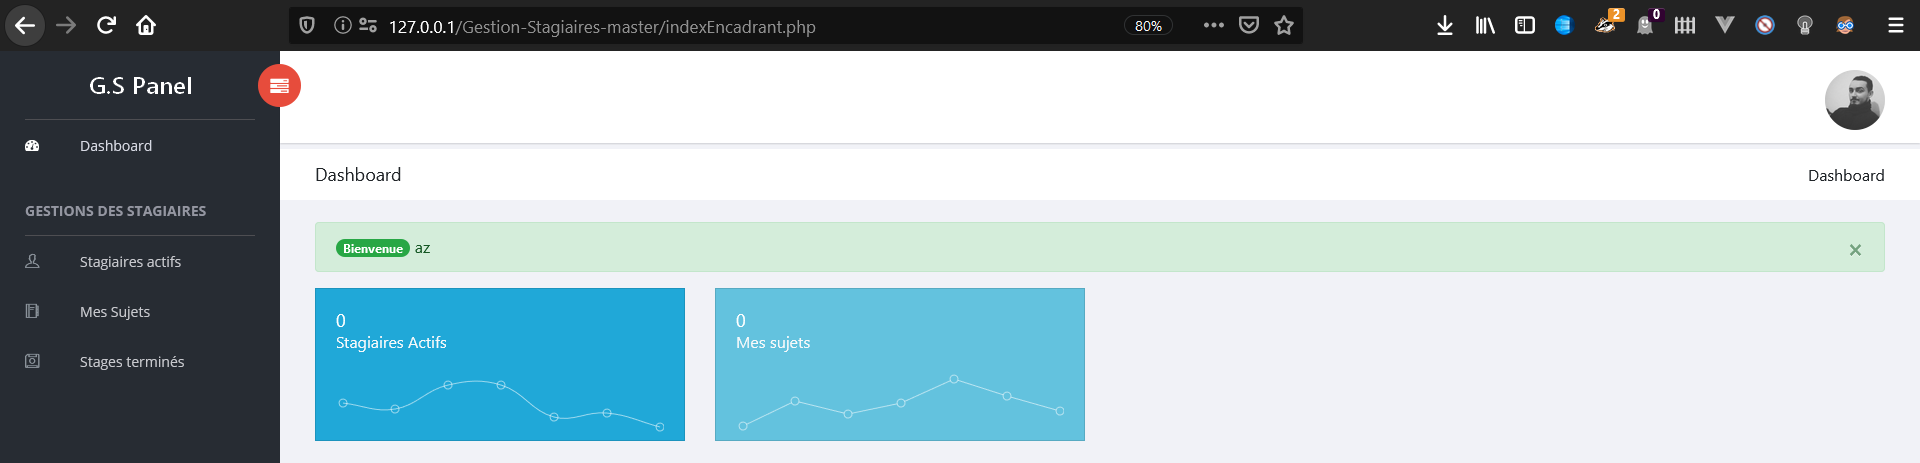 127.0.0.1/Gestion-Stagiaires-master/indexEncadrant.php
80%
2
0
G.S Panel
Dashboard
GESTIONS DES STAGIAIRES
Stagiaires actifs
Mes Sujets
Stages terminés
Dashboard
Dashboard
Bienvenue az
×
0
Stagiaires Actifs
0
Mes sujets